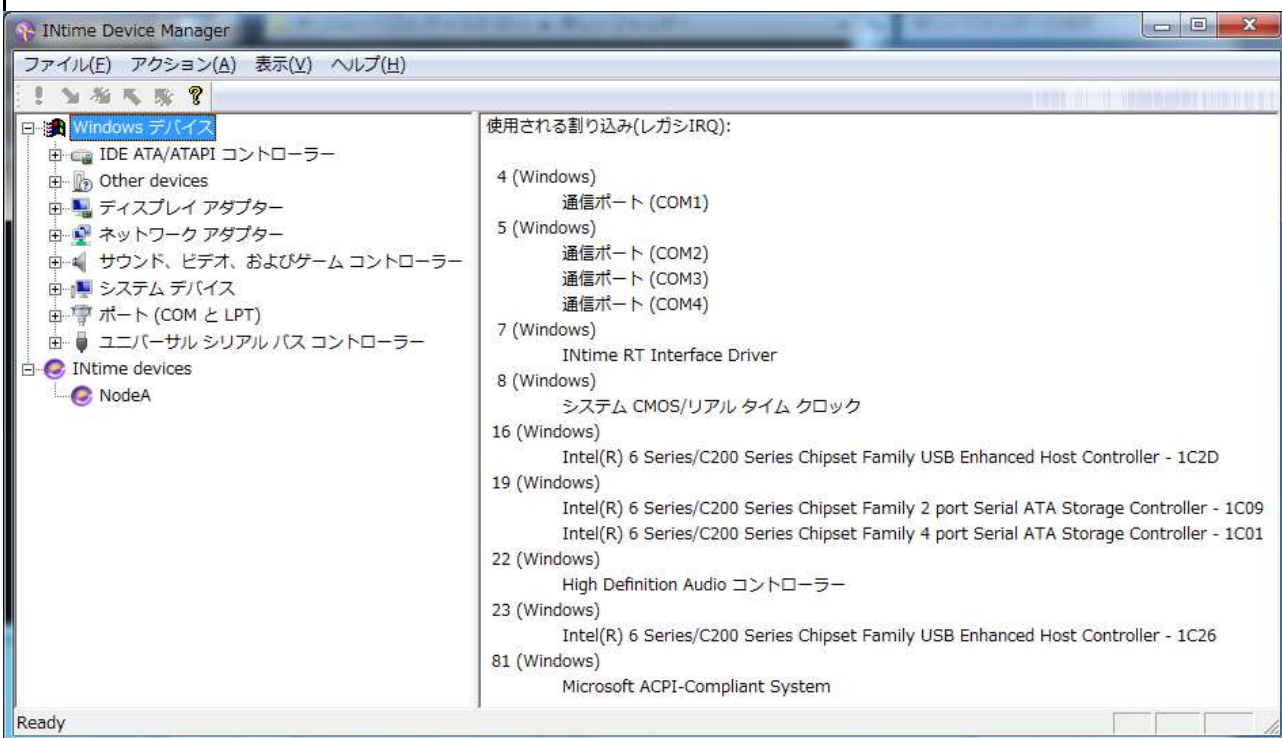 INtime Device Manager
ファイル(F) アクション(A) 表示(V) ヘルプ(H)
Windows デバイス
IDE ATA/ATAPI コントローラー
Other devices
ディスプレイ アダプター
ネットワーク アダプター
サウンド、ビデオ、およびゲーム コントローラー
システム デバイス
ポート (COM と LPT)
ユニバーサル シリアル バス コントローラー
INtime devices
NodeA
使用される割り込み(レガシIRQ):
4 (Windows)
通信ポート (COM1)
5 (Windows)
通信ポート (COM2)
通信ポート (COM3)
通信ポート (COM4)
7 (Windows)
INtime RT Interface Driver
8 (Windows)
システム CMOS/リアル タイム クロック
16 (Windows)
Intel(R) 6 Series/C200 Series Chipset Family USB Enhanced Host Controller - 1C2D
19 (Windows)
Intel(R) 6 Series/C200 Series Chipset Family 2 port Serial ATA Storage Controller - 1C09
Intel(R) 6 Series/C200 Series Chipset Family 4 port Serial ATA Storage Controller - 1C01
22 (Windows)
High Definition Audio コントローラー
23 (Windows)
Intel(R) 6 Series/C200 Series Chipset Family USB Enhanced Host Controller - 1C26
81 (Windows)
Microsoft ACPI-Compliant System
Ready